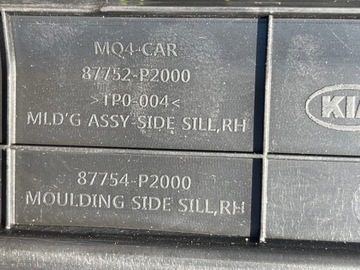 MQ4-CAR
87752-P2000
>TP0-004<
MLD'G ASSY-SIDE SILL,RH
KIA
87754-P2000
MOULDING SIDE SILL,RH